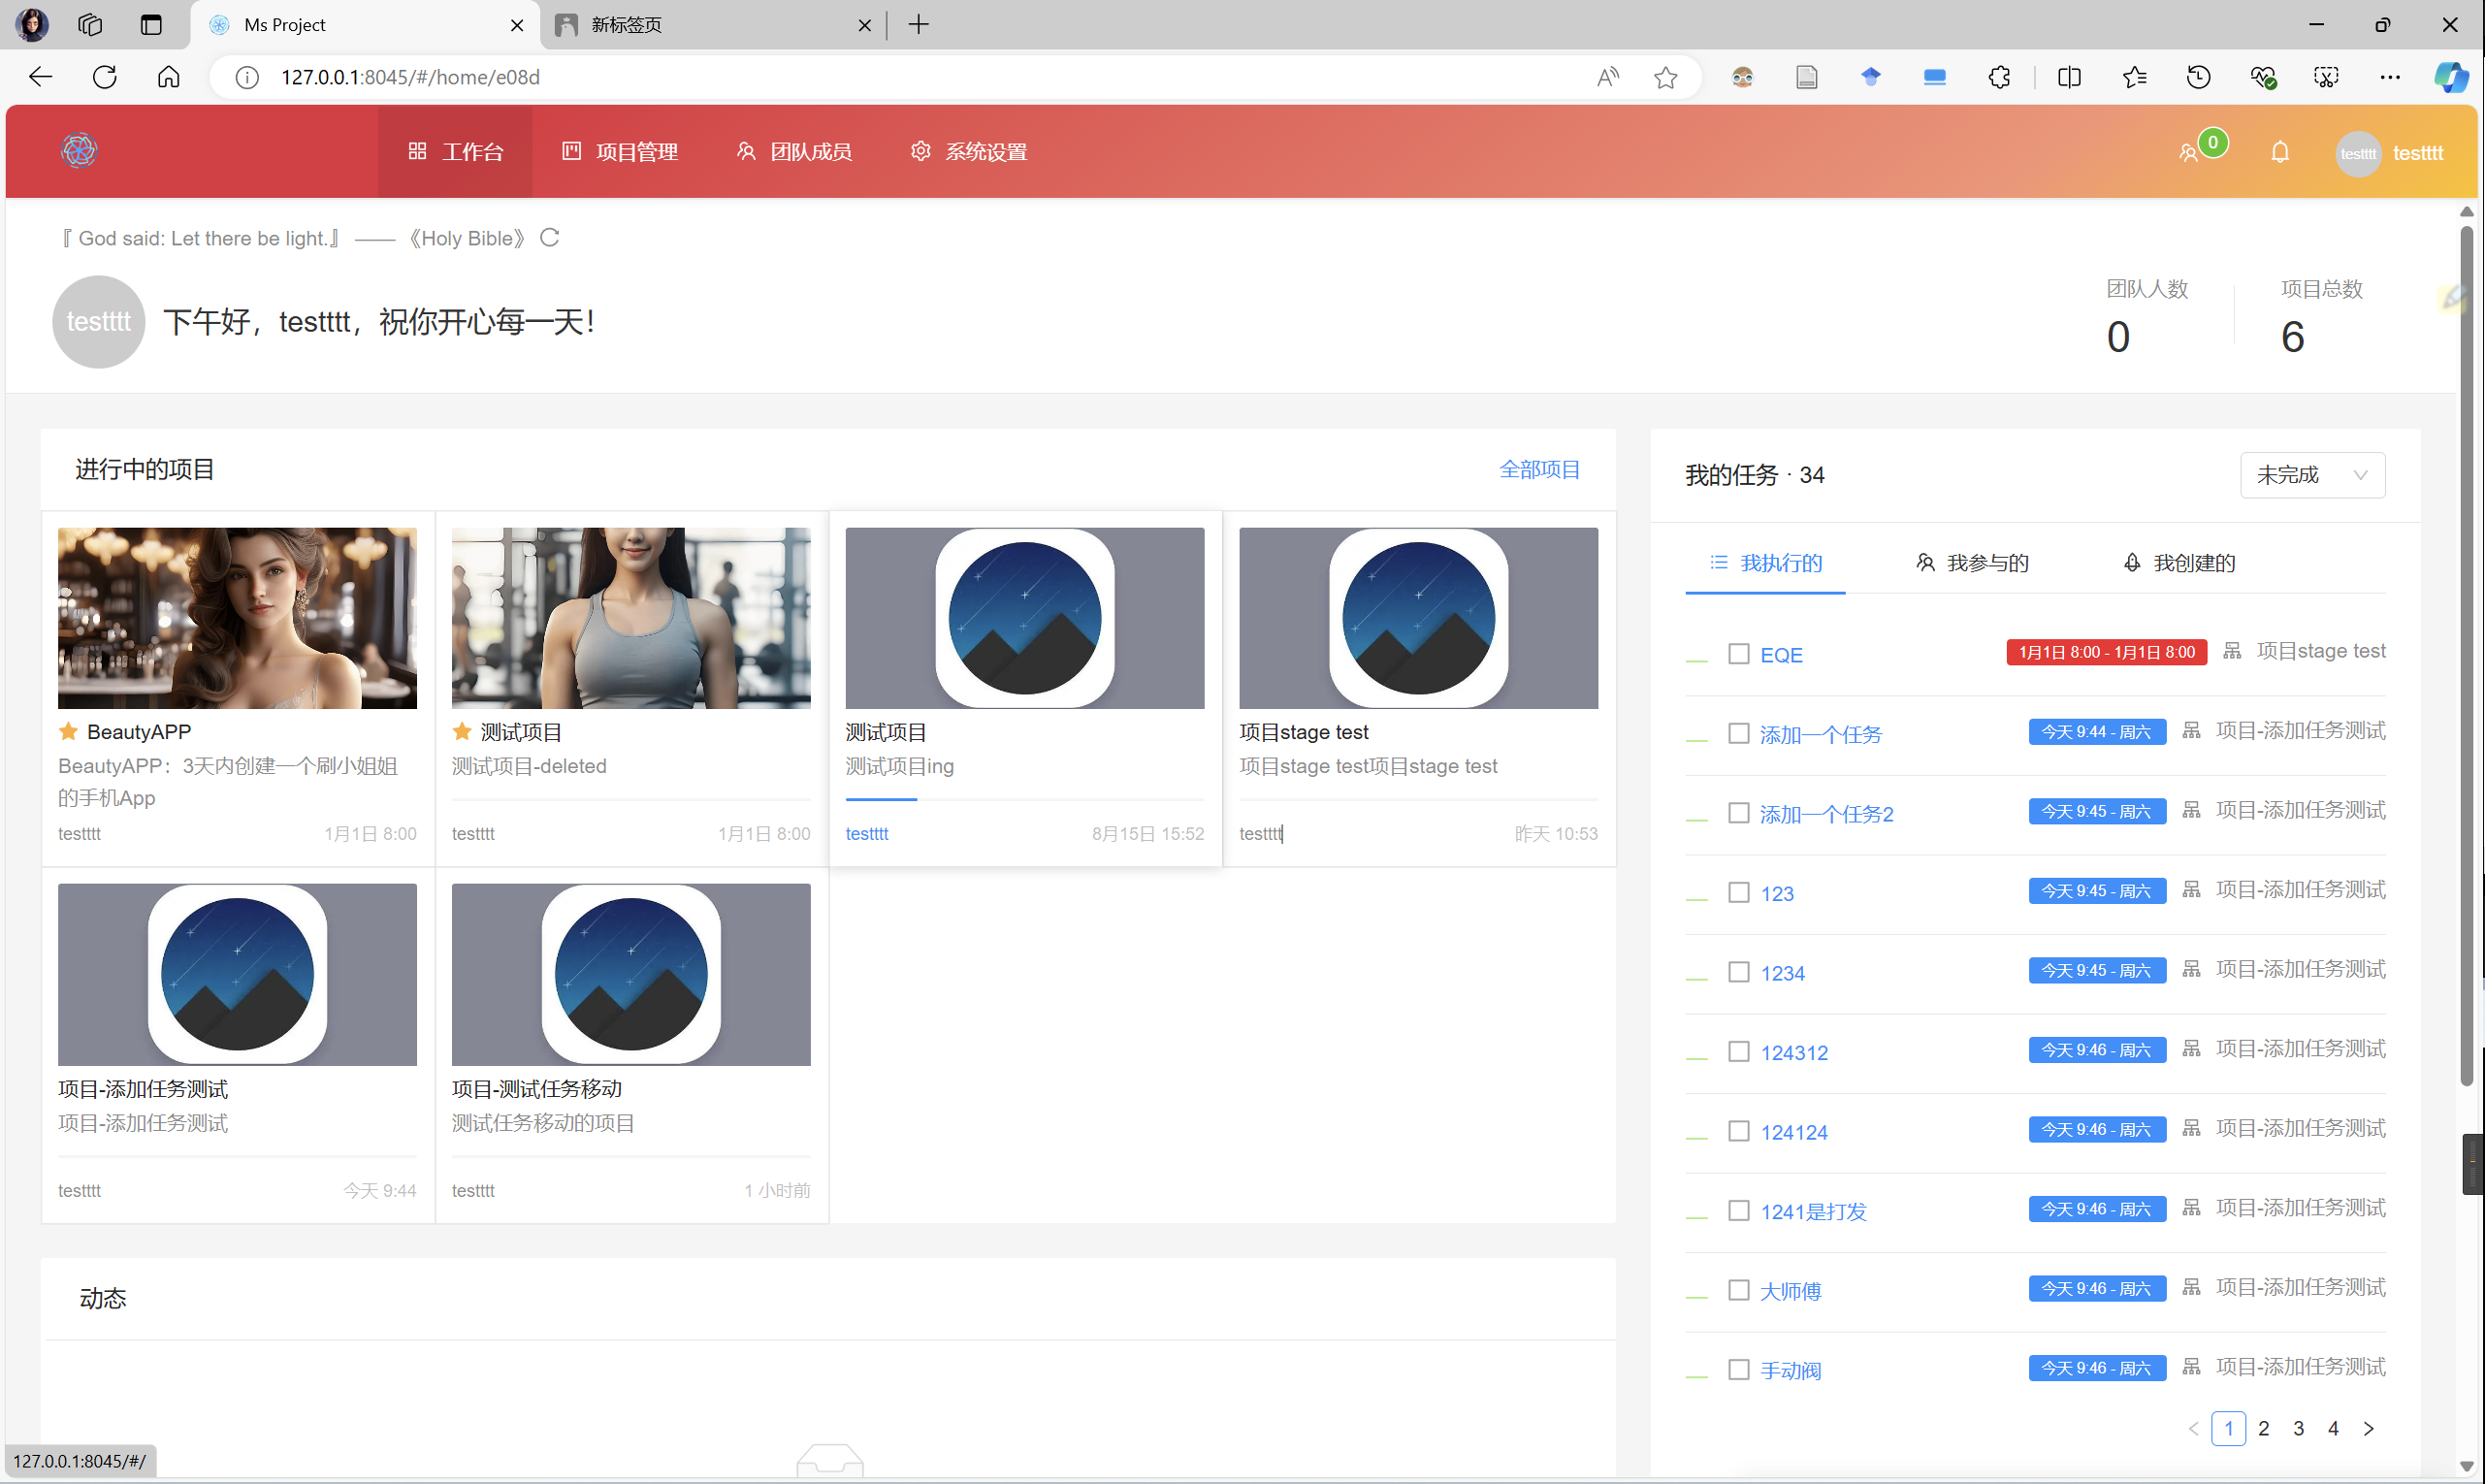 Ms Project
新标签页
127.0.0.1:8045/#/home/e08d
工作台
项目管理
团队成员
系统设置
0
testttt
testttt
『 God said: Let there be light.』 —— 《Holy Bible》
testttt
下午好，testttt，祝你开心每一天！
团队人数
0
项目总数
6
进行中的项目
全部项目
BeautyAPP
BeautyAPP：3天内创建一个刷小姐姐
的手机App
testttt
1月1日 8:00
测试项目
测试项目-deleted
testttt
1月1日 8:00
测试项目
测试项目ing
testttt
8月15日 15:52
项目stage test
项目stage test项目stage test
testttt
昨天 10:53
项目-添加任务测试
项目-添加任务测试
testttt
今天 9:44
项目-测试任务移动
测试任务移动的项目
testttt
1 小时前
动态
我的任务 · 34
未完成
我执行的
我参与的
我创建的
EQE 1月1日 8:00 - 1月1日 8:00 项目stage test
添加一个任务 今天 9:44 - 周六 项目-添加任务测试
添加一个任务2 今天 9:45 - 周六 项目-添加任务测试
123 今天 9:45 - 周六 项目-添加任务测试
1234 今天 9:45 - 周六 项目-添加任务测试
124312 今天 9:46 - 周六 项目-添加任务测试
124124 今天 9:46 - 周六 项目-添加任务测试
1241是打发 今天 9:46 - 周六 项目-添加任务测试
大师傅 今天 9:46 - 周六 项目-添加任务测试
手动阀 今天 9:46 - 周六 项目-添加任务测试
1 2 3 4
127.0.0.1:8045/#/